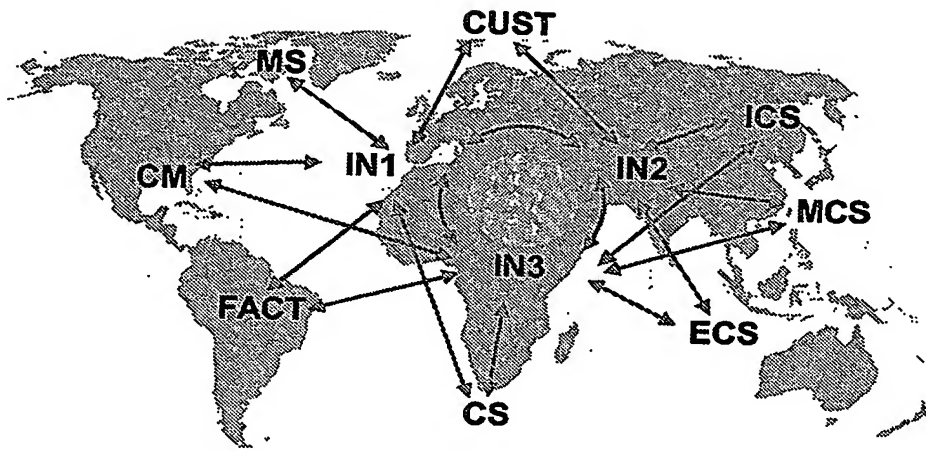 CUST
MS
ICS
IN1
IN2
CM
MCS
IN3
FACT
ECS
CS